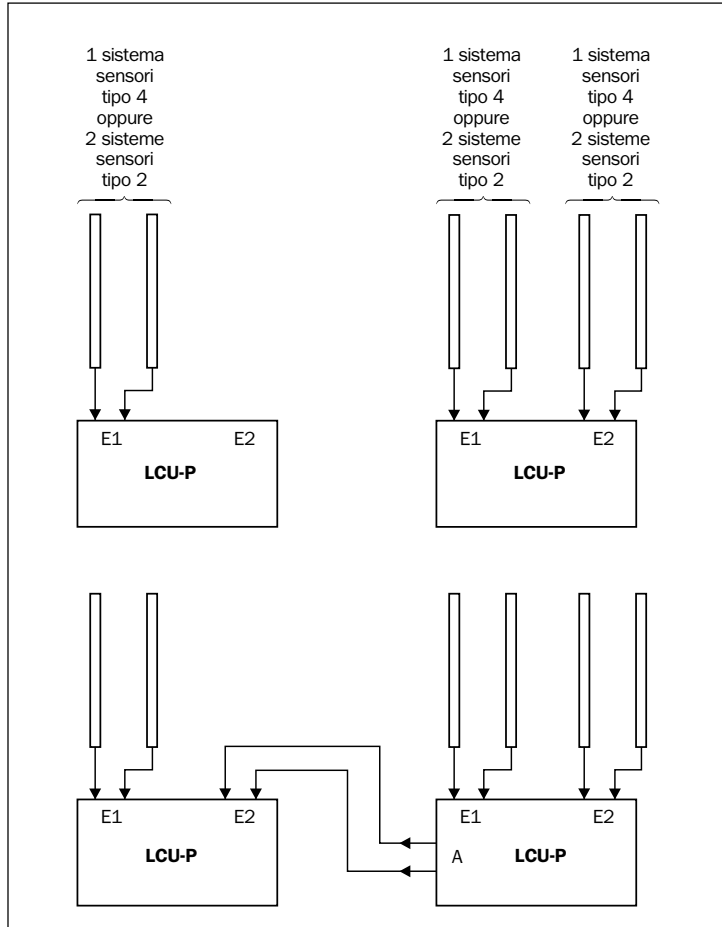 1 sistema
sensori
tipo 4
oppure
2 sisteme
sensori
tipo 2
1 sistema
sensori
tipo 4
oppure
2 sisteme
sensori
tipo 2
1 sistema
sensori
tipo 4
oppure
2 sisteme
sensori
tipo 2
E1 E2
LCU-P
E1 E2
LCU-P
E1 E2
LCU-P
E1 E2
A LCU-P